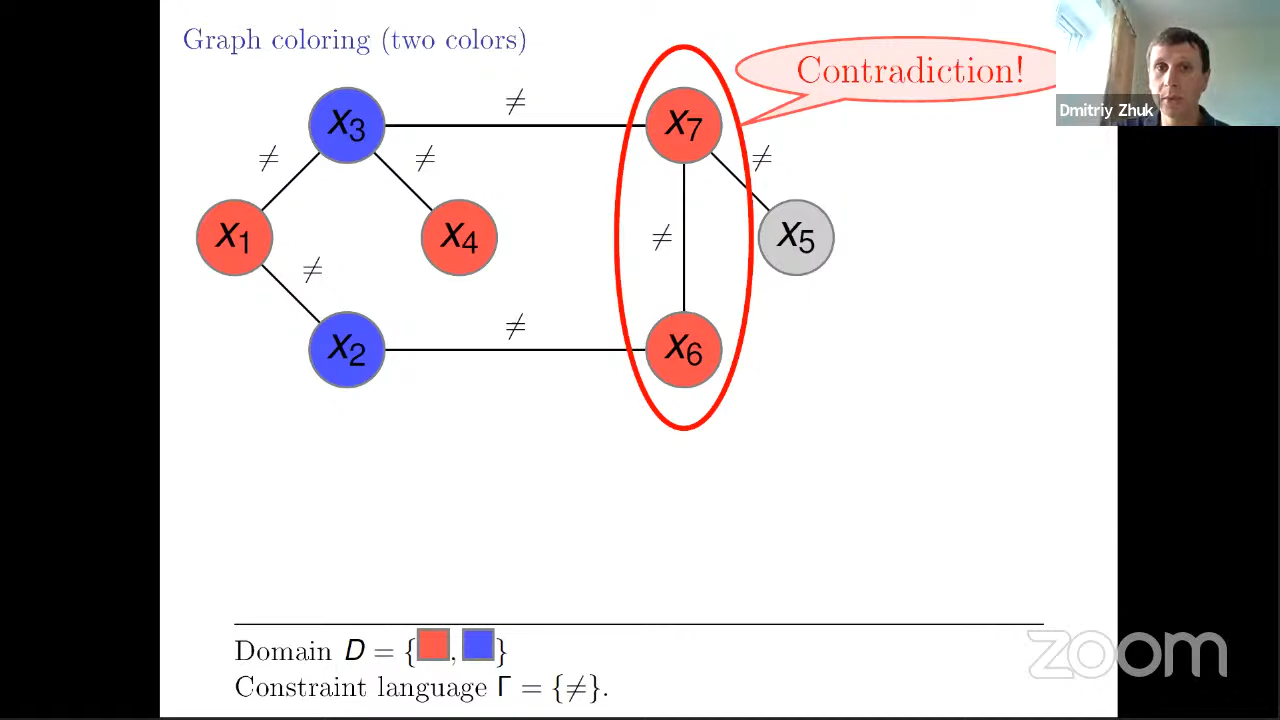 Graph coloring (two colors)
Contradiction!
Dmitriy Zhuk
≠
x3
x7
≠
≠
≠
x1
x4
≠
x5
≠
≠
x2
x6
Domain D = { , }
Constraint language Γ = {≠}.
zoom